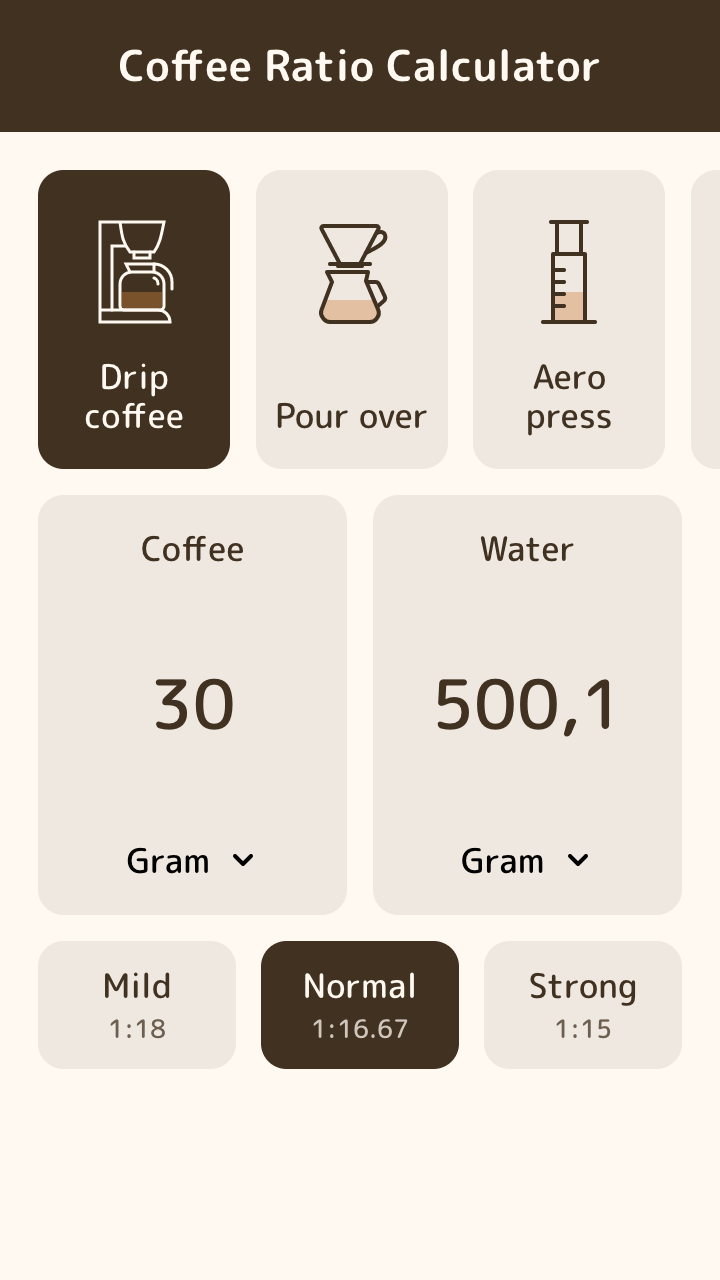 Coffee Ratio Calculator
Drip
coffee
Pour over
Aero
press
Coffee
30
Gram
Water
500,1
Gram
Mild
1:18
Normal
1:16.67
Strong
1:15